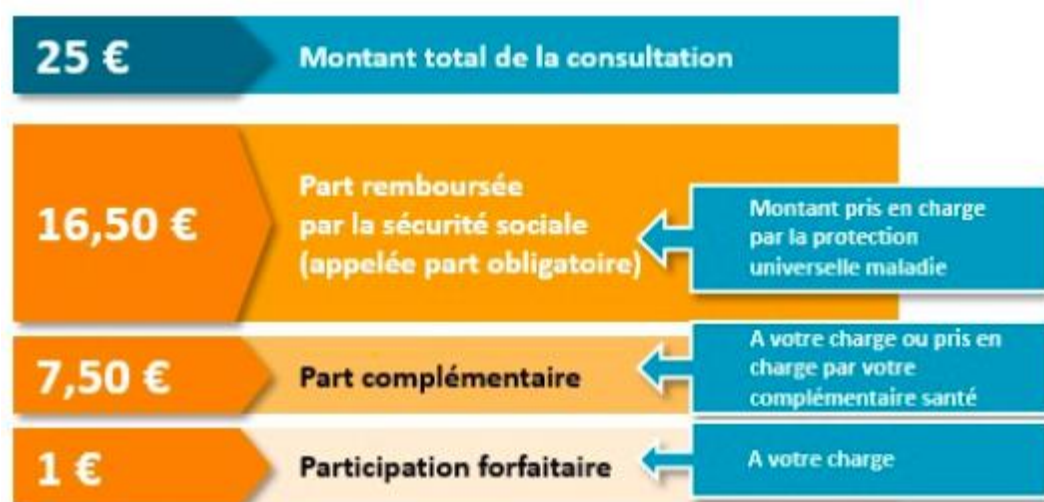 25 €
Montant total de la consultation
16,50 €
Part remboursée
par la sécurité sociale
(appelée part obligatoire)
Montant pris en charge
par la protection
universelle maladie
7,50 €
Part complémentaire
A votre charge ou pris en
charge par votre
complémentaire santé
1 €
Participation forfaitaire
A votre charge